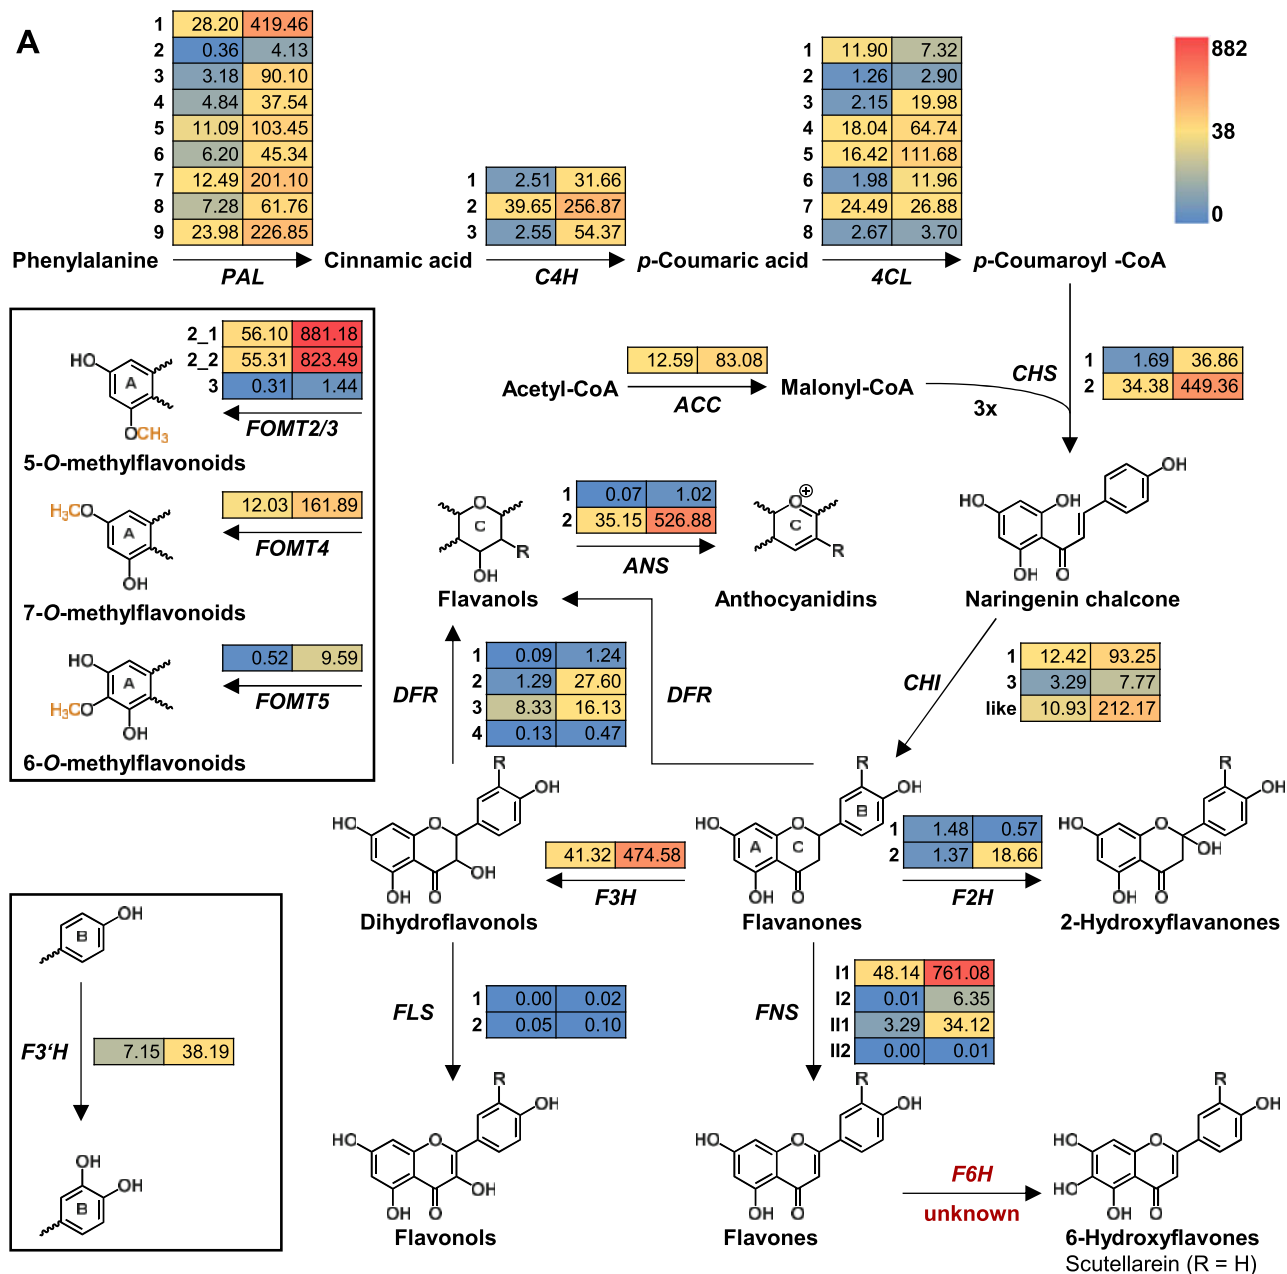 A
1 28.20 419.46
2 0.36 4.13
3 3.18 90.10
4 4.84 37.54
5 11.09 103.45
6 6.20 45.34
7 12.49 201.10
8 7.28 61.76
9 23.98 226.85
1 2.51 31.66
2 39.65 256.87
3 2.55 54.37
1 11.90 7.32
2 1.26 2.90
3 2.15 19.98
4 18.04 64.74
5 16.42 111.68
6 1.98 11.96
7 24.49 26.88
8 2.67 3.70
882
38
0
Phenylalanine
PAL
Cinnamic acid
C4H
p-Coumaric acid
4CL
p-Coumaroyl -CoA
2_1 56.10 881.18
2_2 55.31 823.49
3 0.31 1.44
FOMT2/3
HO
A
OCH3
5-O-methylflavonoids
12.03 161.89
FOMT4
H3CO
A
OH
7-O-methylflavonoids
0.52 9.59
FOMT5
HO
A
H3CO
OH
6-O-methylflavonoids
12.59 83.08
Acetyl-CoA
ACC
Malonyl-CoA
3x
CHS
1 1.69 36.86
2 34.38 449.36
O
C
R
OH
Flavanols
1 0.07 1.02
2 35.15 526.88
ANS
O+
C
R
Anthocyanidins
OH
HO
OH
OH
O
Naringenin chalcone
DFR
1 0.09 1.24
2 1.29 27.60
3 8.33 16.13
4 0.13 0.47
DFR
CHI
1 12.42 93.25
3 3.29 7.77
like 10.93 212.17
R
OH
HO
O
OH
OH
O
Dihydroflavonols
41.32 474.58
F3H
R
OH
B
HO
O
A
C
OH
O
Flavanones
1 1.48 0.57
2 1.37 18.66
F2H
R
OH
HO
O
OH
OH
O
2-Hydroxyflavanones
B
OH
F3‘H
7.15 38.19
OH
OH
B
FLS
1 0.00 0.02
2 0.05 0.10
FNS
I1 48.14 761.08
I2 0.01 6.35
II1 3.29 34.12
II2 0.00 0.01
R
OH
HO
O
OH
OH
O
Flavonols
R
OH
HO
O
OH
O
Flavones
F6H
unknown
R
OH
HO
O
HO
OH
O
6-Hydroxyflavones
Scutellarein (R = H)